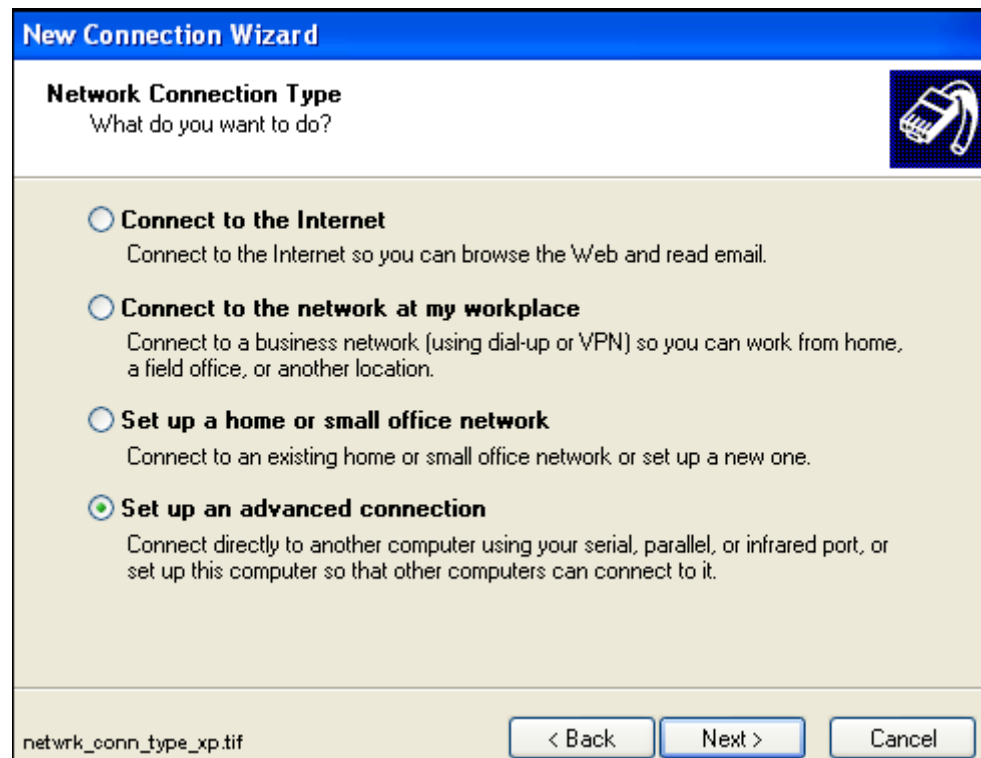 New Connection Wizard
Network Connection Type
What do you want to do?
Connect to the Internet
Connect to the Internet so you can browse the Web and read email.
Connect to the network at my workplace
Connect to a business network (using dial-up or VPN) so you can work from home,
a field office, or another location.
Set up a home or small office network
Connect to an existing home or small office network or set up a new one.
Set up an advanced connection
Connect directly to another computer using your serial, parallel, or infrared port, or
set up this computer so that other computers can connect to it.
netwrk_conn_type_xp.tif
< Back Next > Cancel